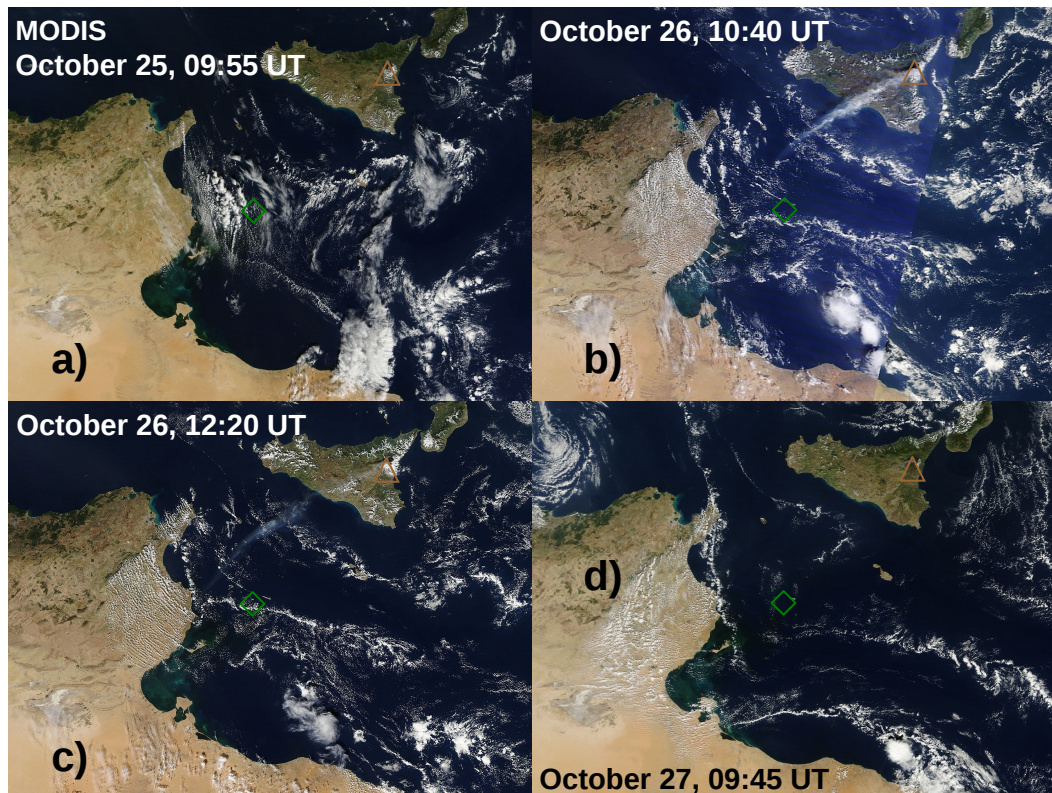 MODIS
October 25, 09:55 UT
a)
October 26, 10:40 UT
b)
October 26, 12:20 UT
c)
d)
October 27, 09:45 UT